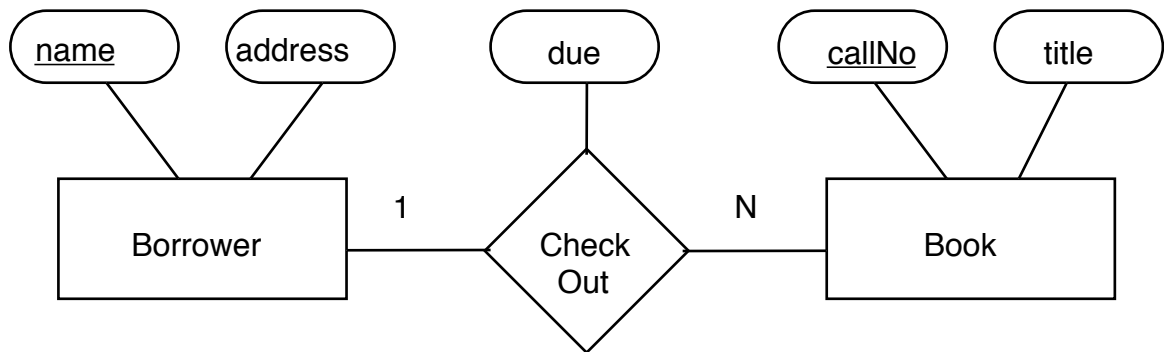 name
address
due
callNo
title
1
N
Borrower
Check
Out
Book